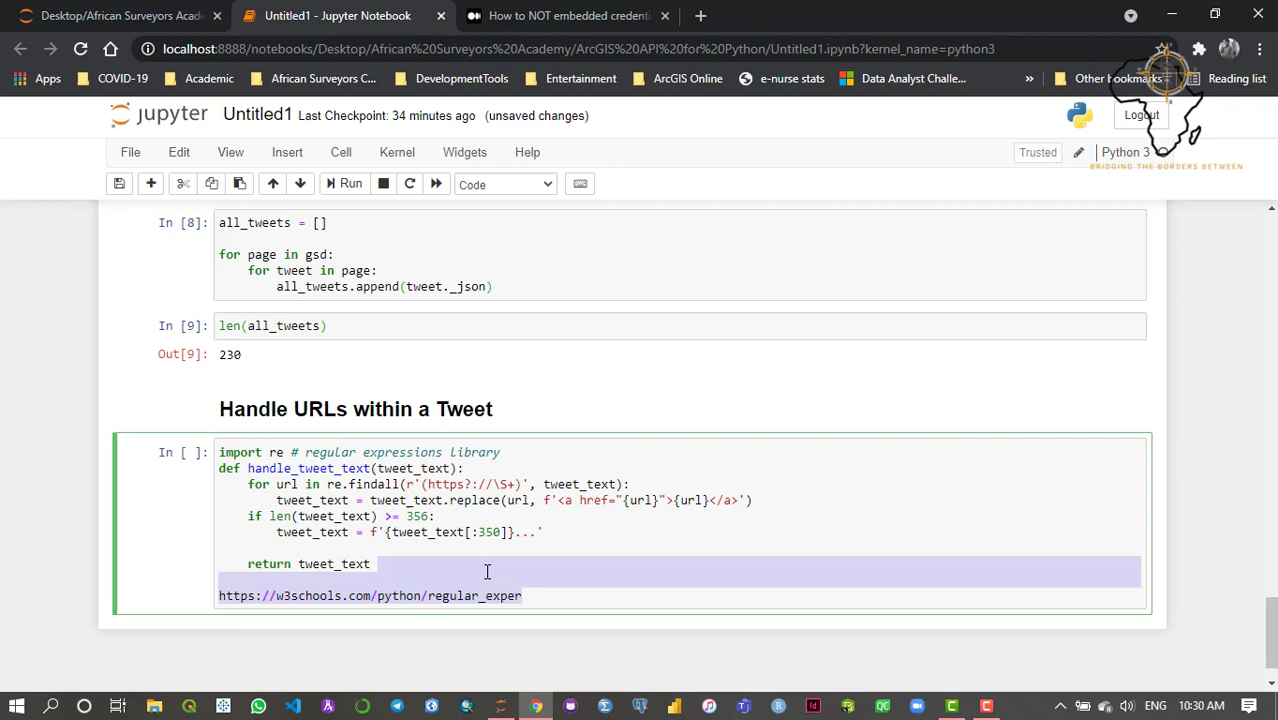 Desktop/African Surveyors Acade
Untitled1 - Jupyter Notebook
How to NOT embedded credenti
localhost:8888/notebooks/Desktop/African%20Surveyors%20Academy/ArcGIS%20API%20for%20Python/Untitled1.ipynb?kernel_name=python3
Apps
COVID-19
Academic
African Surveyors C...
DevelopmentTools
Entertainment
ArcGIS Online
e-nurse stats
Data Analyst Challe...
»
Other bookmarks
Reading list
jupyter
Untitled1
Last Checkpoint: 34 minutes ago
(unsaved changes)
Logout
File
Edit
View
Insert
Cell
Kernel
Widgets
Help
Trusted
Python 3
BRIDGING THE BORDERS BETWEEN
Run
Code
In [8]:
all_tweets = []
for page in gsd:
for tweet in page:
all_tweets.append(tweet._json)
In [9]:
len(all_tweets)
Out[9]:
230
Handle URLs within a Tweet
In [ ]:
import re # regular expressions library
def handle_tweet_text(tweet_text):
for url in re.findall(r'(https?://\S+)', tweet_text):
tweet_text = tweet_text.replace(url, f'<a href="{url}">{url}</a>')
if len(tweet_text) >= 356:
tweet_text = f'{tweet_text[:350]}...'
return tweet_text
https://w3schools.com/python/regular_exper
ENG
10:30 AM